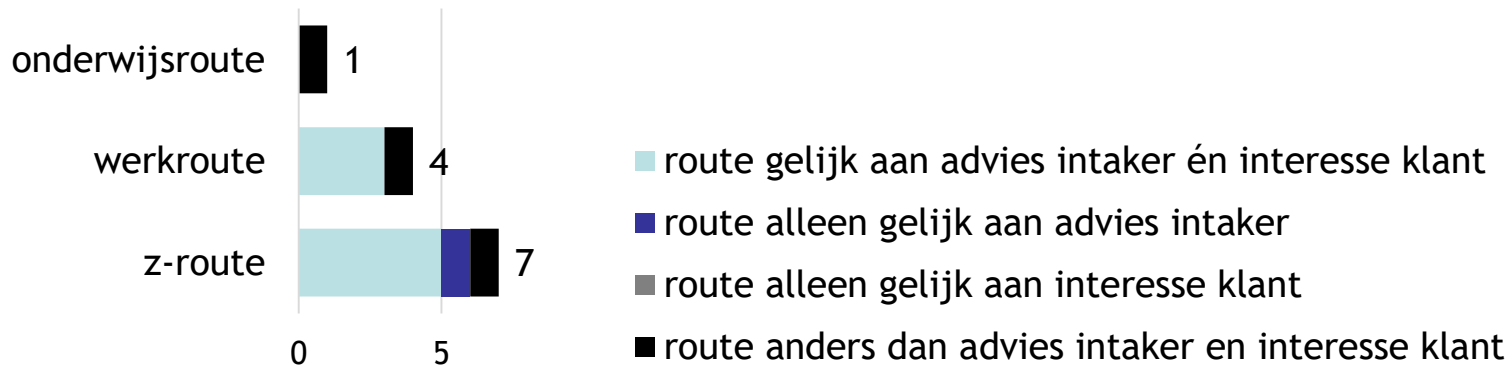 onderwijsroute 1
werkroute 4
z-route 7
0 5
route gelijk aan advies intaker én interesse klant
route alleen gelijk aan advies intaker
route alleen gelijk aan interesse klant
route anders dan advies intaker en interesse klant